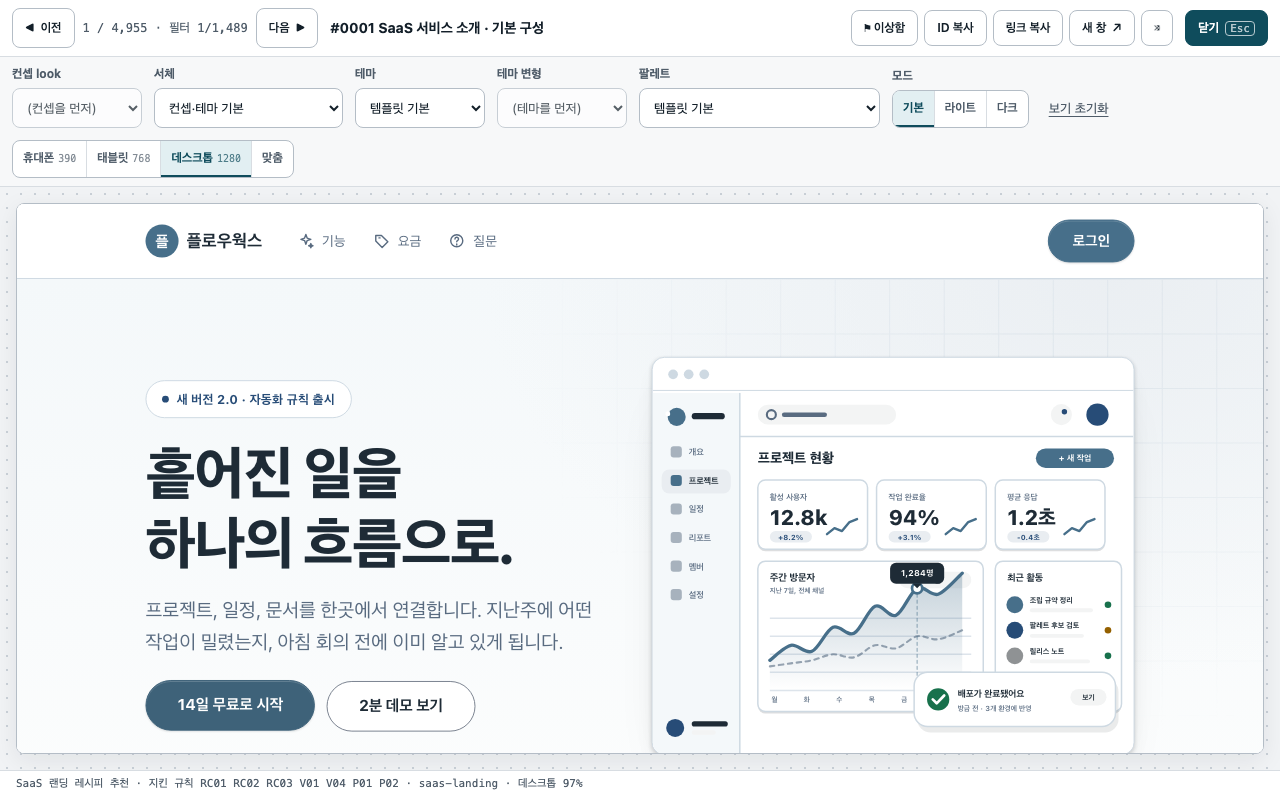 ◀ 이전
1 / 4,955 · 필터 1/1,489
다음 ▶
#0001 SaaS 서비스 소개 · 기본 구성
⚑ 이상함
ID 복사
링크 복사
새 창 ↗
닫기 Esc
컨셉 look
서체
테마
테마 변형
팔레트
모드
(컨셉을 먼저)
컨셉·테마 기본
템플릿 기본
(테마를 먼저)
템플릿 기본
기본
라이트
다크
보기 초기화
휴대폰 390
태블릿 768
데스크톱 1280
맞춤
플
플로우웍스
기능
요금
질문
로그인
새 버전 2.0 · 자동화 규칙 출시
흩어진 일을
하나의 흐름으로.
프로젝트, 일정, 문서를 한곳에서 연결합니다. 지난주에 어떤
작업이 밀렸는지, 아침 회의 전에 이미 알고 있게 됩니다.
14일 무료로 시작
2분 데모 보기
개요
프로젝트
일정
리포트
멤버
설정
프로젝트 현황
+ 새 작업
활성 사용자
12.8k
+8.2%
작업 완료율
94%
+3.1%
평균 응답
1.2초
-0.4초
주간 방문자
지난 7일, 전체 채널
1,284명
월
화
수
목
금
최근 활동
조립 규약 정리
팔레트 후보 검토
릴리스 노트
배포가 완료됐어요
방금 전 · 3개 환경에 반영
보기
SaaS 랜딩 레시피 추천 · 지킨 규칙 RC01 RC02 RC03 V01 V04 P01 P02 · saas-landing · 데스크톱 97%